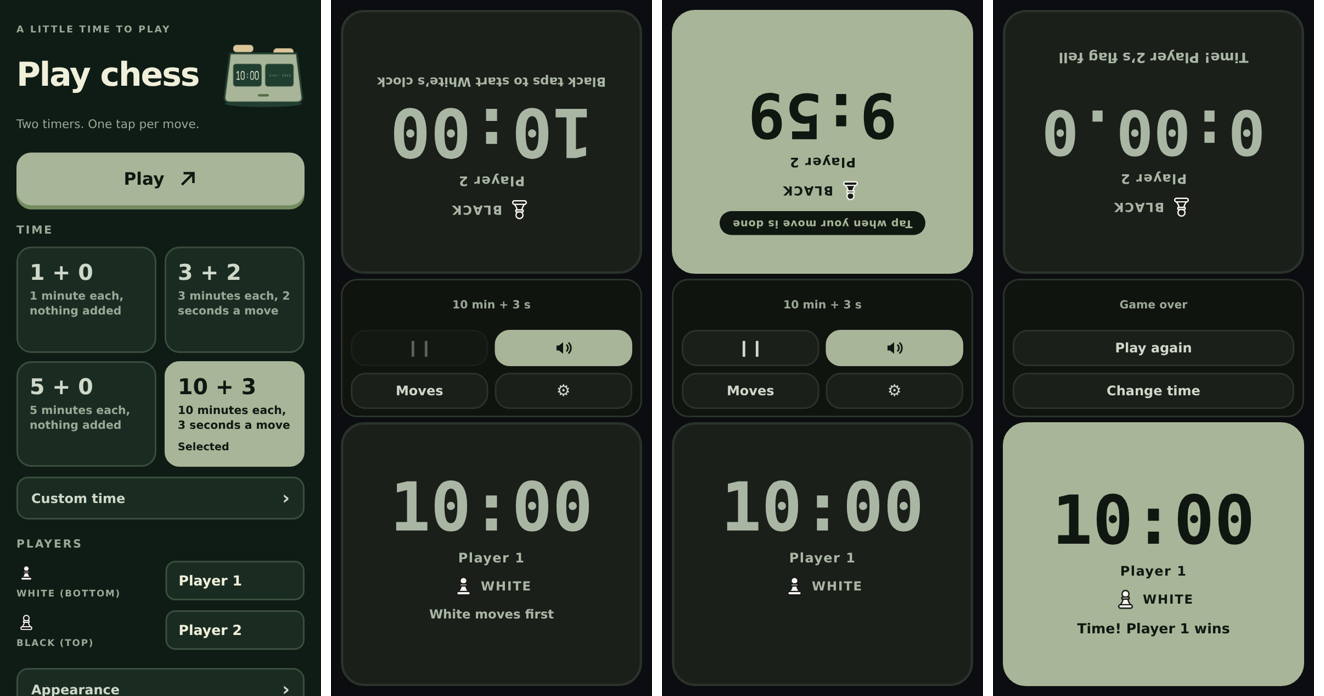 A LITTLE TIME TO PLAY
Play chess
10:00
Two timers. One tap per move.
Play
TIME
1 + 0
1 minute each,
nothing added
3 + 2
3 minutes each, 2
seconds a move
5 + 0
5 minutes each,
nothing added
10 + 3
10 minutes each,
3 seconds a move
Selected
Custom time
PLAYERS
WHITE (BOTTOM)
Player 1
BLACK (TOP)
Player 2
Appearance
BLACK
Player 2
10:00
Black taps to start White's clock
10 min + 3 s
Moves
10:00
Player 1
WHITE
White moves first
Tap when your move is done
BLACK
Player 2
9:59
10 min + 3 s
Moves
10:00
Player 1
WHITE
BLACK
Player 2
0:00.0
Time! Player 2's flag fell
Game over
Play again
Change time
10:00
Player 1
WHITE
Time! Player 1 wins